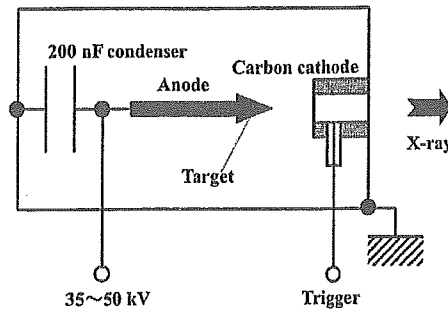 200 nF condenser
Anode
Carbon cathode
X-ray
Target
35～50 kV
Trigger